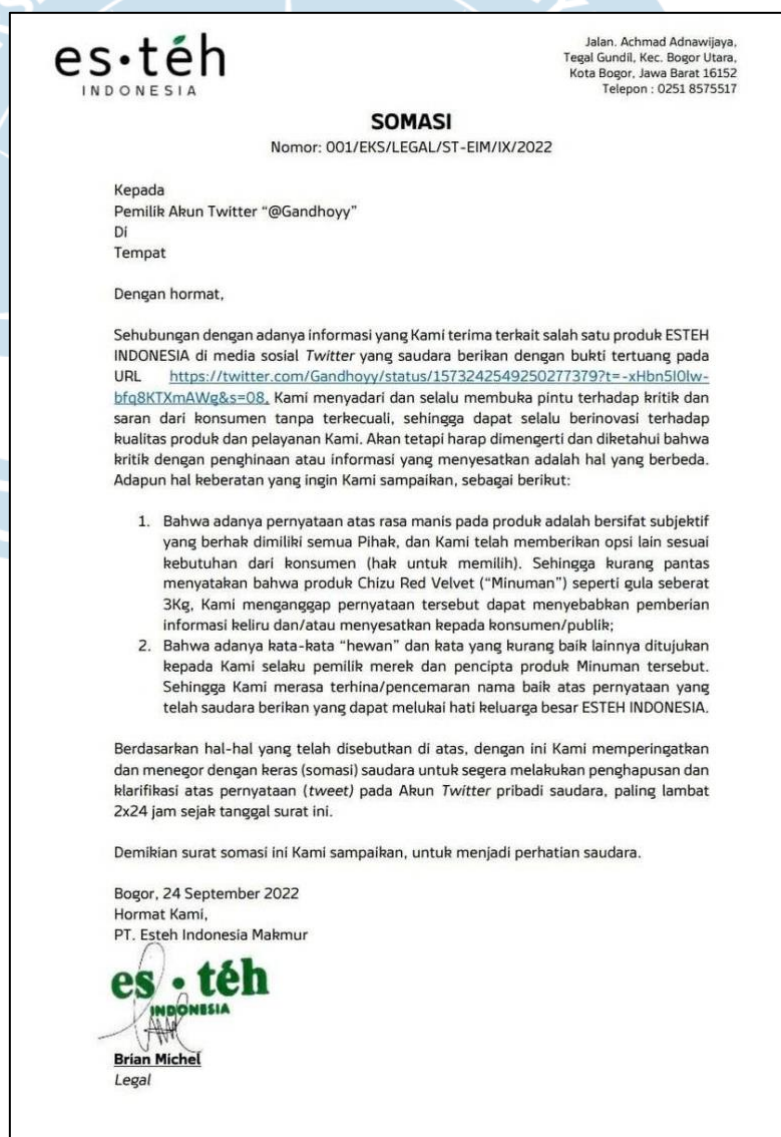 es•téh
INDONESIA
Jalan. Achmad Adnawijaya,
Tegal Gundil, Kec. Bogor Utara,
Kota Bogor, Jawa Barat 16152
Telepon : 0251 8575517
SOMASI
Nomor: 001/EKS/LEGAL/ST-EIM/IX/2022
Kepada
Pemilik Akun Twitter “@Gandhoyy”
Di
Tempat
Dengan hormat,
Sehubungan dengan adanya informasi yang Kami terima terkait salah satu produk ESTEH
INDONESIA di media sosial Twitter yang saudara berikan dengan bukti tertuang pada
URL https://twitter.com/Gandhoyy/status/1573242549250277379?t=-xHbn5I0lw-
bfq8KTXmAWg&s=08. Kami menyadari dan selalu membuka pintu terhadap kritik dan
saran dari konsumen tanpa terkecuali, sehingga dapat selalu berinovasi terhadap
kualitas produk dan pelayanan Kami. Akan tetapi harap dimengerti dan diketahui bahwa
kritik dengan penghinaan atau informasi yang menyesatkan adalah hal yang berbeda.
Adapun hal keberatan yang ingin Kami sampaikan, sebagai berikut:
1. Bahwa adanya pernyataan atas rasa manis pada produk adalah bersifat subjektif
yang berhak dimiliki semua Pihak, dan Kami telah memberikan opsi lain sesuai
kebutuhan dari konsumen (hak untuk memilih). Sehingga kurang pantas
menyatakan bahwa produk Chizu Red Velvet (“Minuman”) seperti gula seberat
3Kg, Kami menganggap pernyataan tersebut dapat menyebabkan pemberian
informasi keliru dan/atau menyesatkan kepada konsumen/publik;
2. Bahwa adanya kata-kata “hewan” dan kata yang kurang baik lainnya ditujukan
kepada Kami selaku pemilik merek dan pencipta produk Minuman tersebut.
Sehingga Kami merasa terhina/pencemaran nama baik atas pernyataan yang
telah saudara berikan yang dapat melukai hati keluarga besar ESTEH INDONESIA.
Berdasarkan hal-hal yang telah disebutkan di atas, dengan ini Kami memperingatkan
dan menegor dengan keras (somasi) saudara untuk segera melakukan penghapusan dan
klarifikasi atas pernyataan (tweet) pada Akun Twitter pribadi saudara, paling lambat
2x24 jam sejak tanggal surat ini.
Demikian surat somasi ini Kami sampaikan, untuk menjadi perhatian saudara.
Bogor, 24 September 2022
Hormat Kami,
PT. Esteh Indonesia Makmur
es•téh
INDONESIA
Brian Michel
Legal